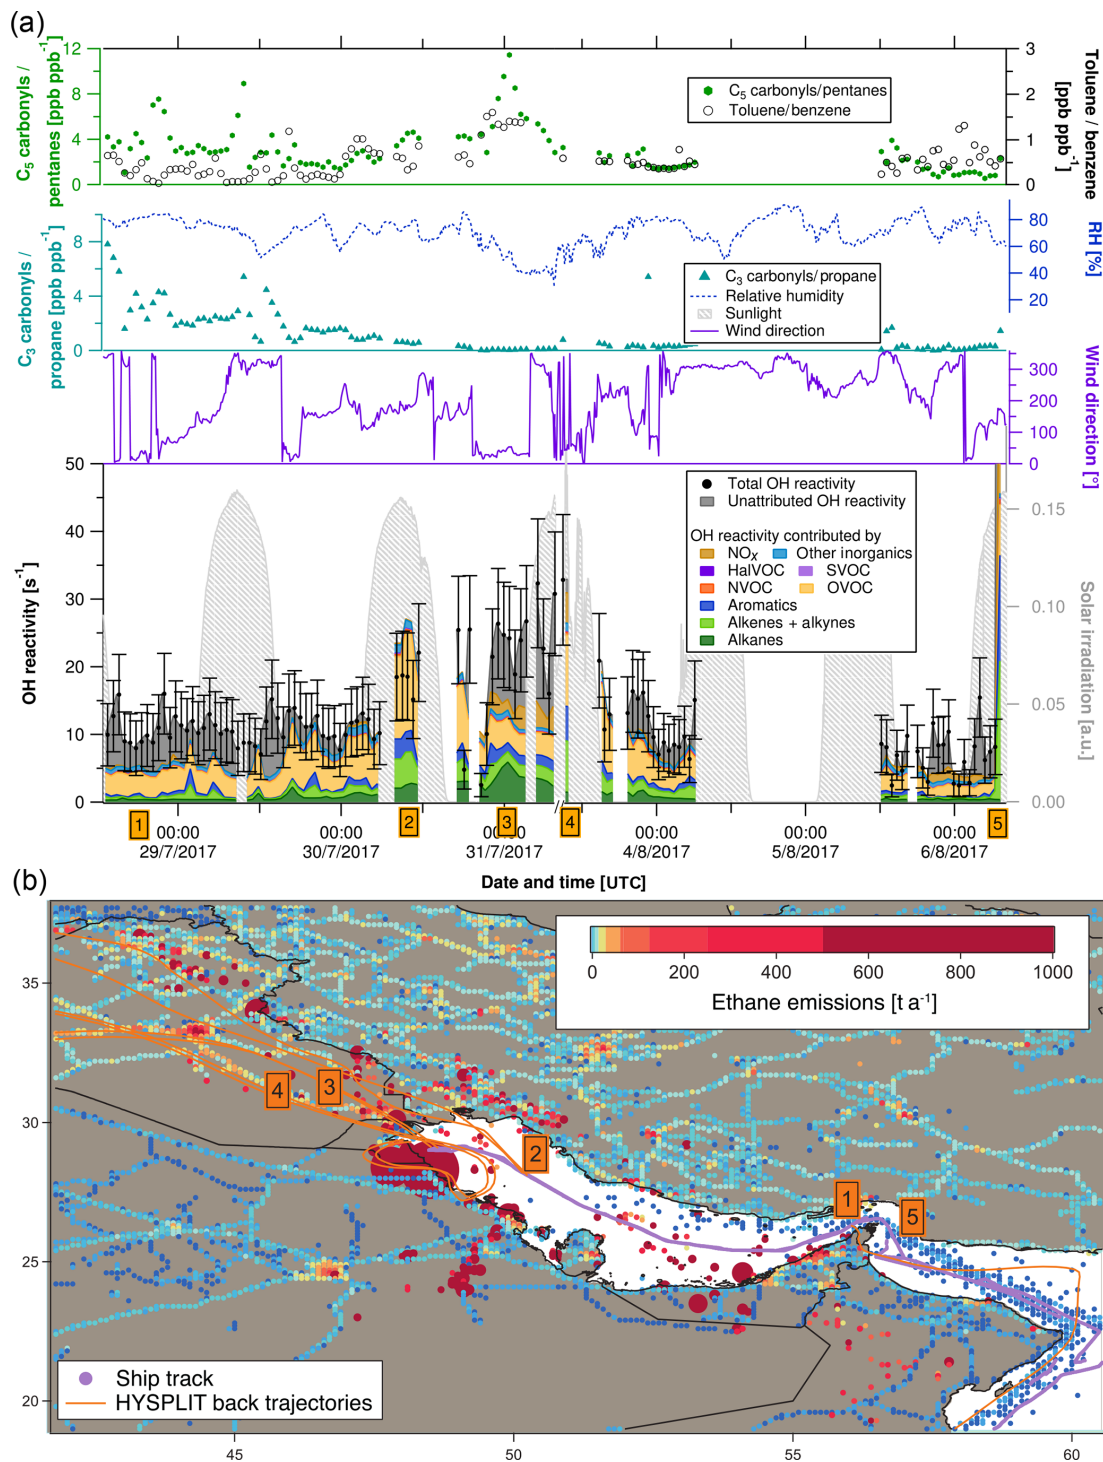 (a)
C5 carbonyls /
pentanes [ppb ppb-1]
12
8
4
0
C5 carbonyls/pentanes
Toluene/benzene
3
2
1
0
Toluene / benzene
[ppb ppb-1]
C3 carbonyls /
propane [ppb ppb-1]
8
4
0
C3 carbonyls/propane
Relative humidity
Sunlight
Wind direction
80
60
40
20
RH [%]
300
200
100
0
Wind direction [°]
OH reactivity [s-1]
50
40
30
20
10
0
Total OH reactivity
Unattributed OH reactivity
OH reactivity contributed by
NOx Other inorganics
HalVOC SVOC
NVOC OVOC
Aromatics
Alkenes + alkynes
Alkanes
0.15
0.10
0.05
0.00
Solar irradiation [a.u.]
1 2 3 4 5
00:00 00:00 00:00 00:00 00:00 00:00
29/7/2017 30/7/2017 31/7/2017 4/8/2017 5/8/2017 6/8/2017
Date and time [UTC]
(b)
0 200 400 600 800 1000
Ethane emissions [t a-1]
35
30
25
20
4 3
2
1
5
Ship track
HYSPLIT back trajectories
45 50 55 60